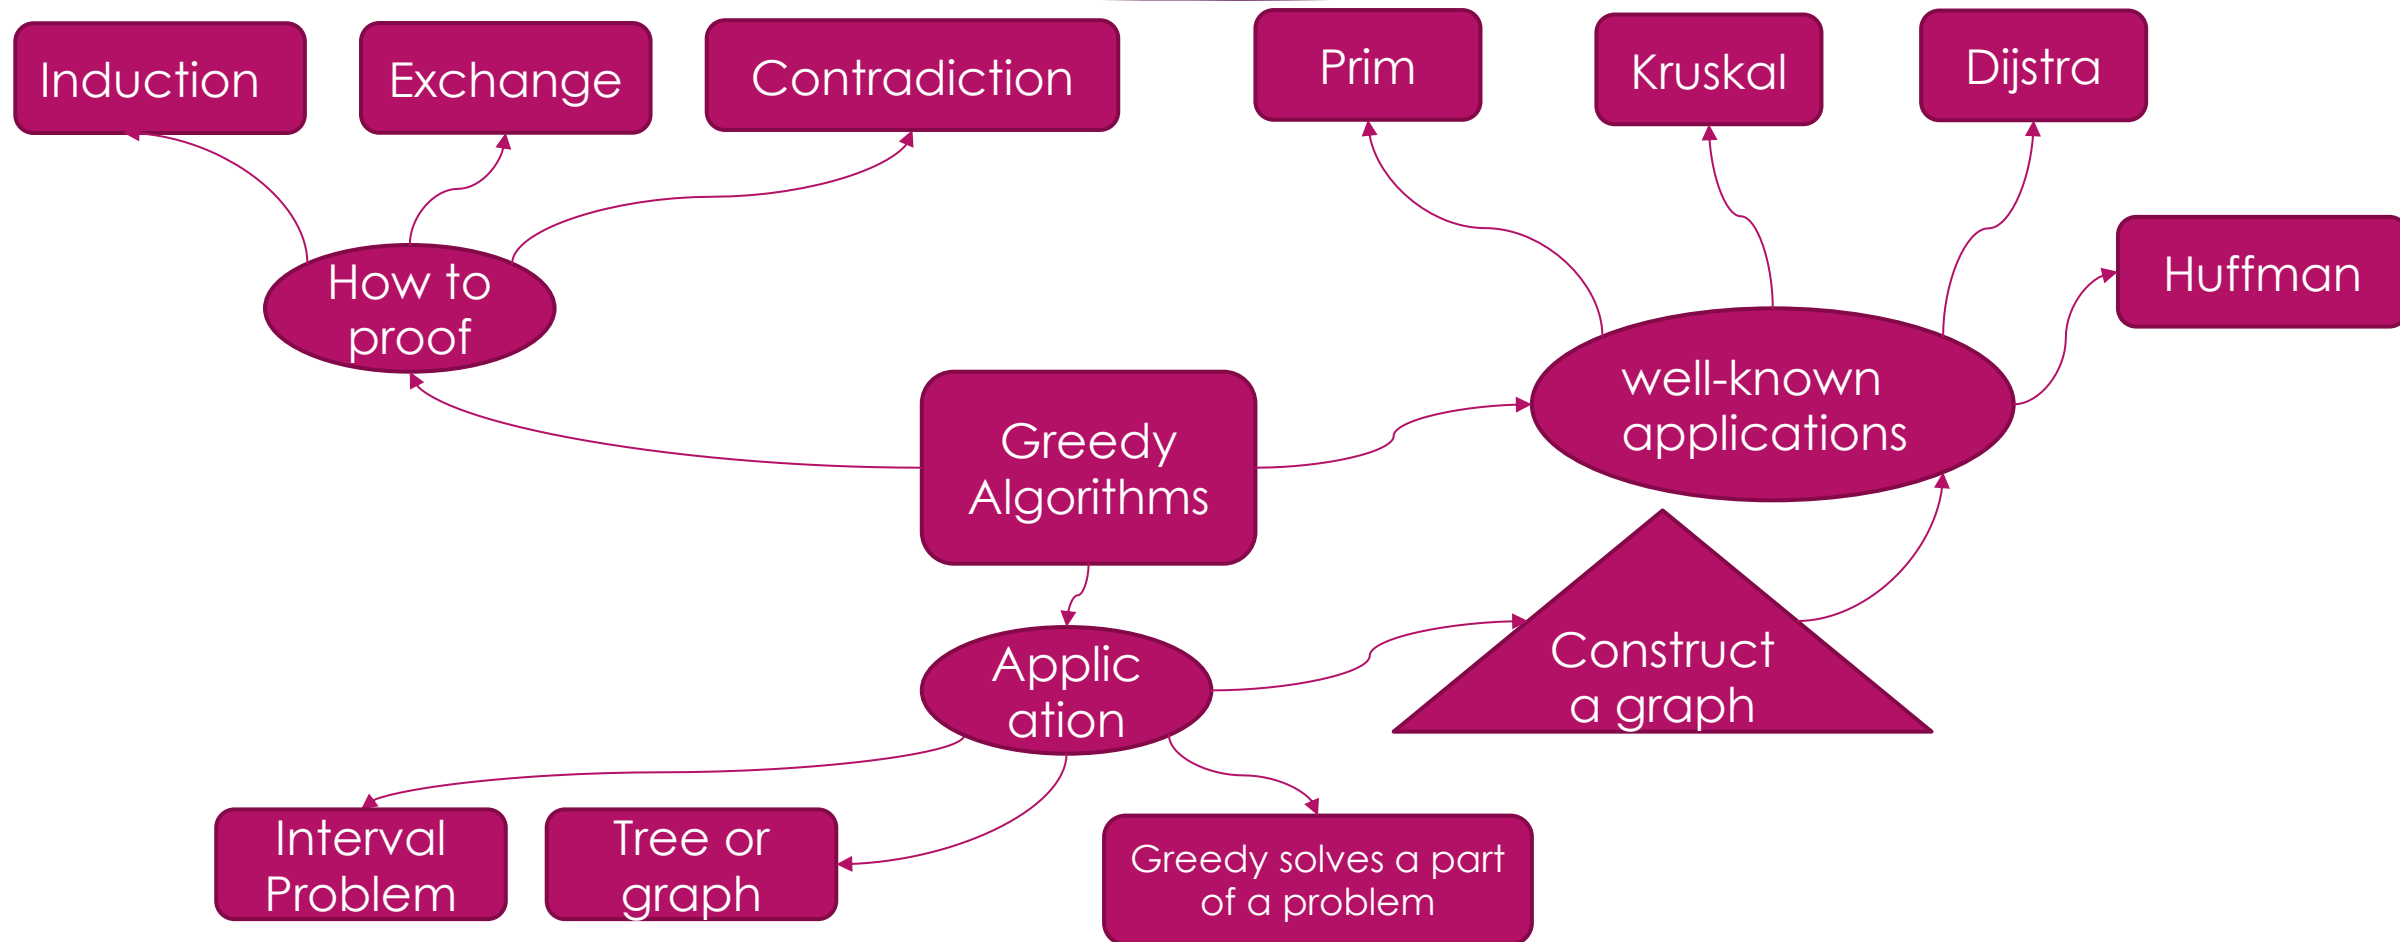 Induction
Exchange
Contradiction
Prim
Kruskal
Dijstra
Huffman
How to
proof
well-known
applications
Greedy
Algorithms
Applic
ation
Construct
a graph
Interval
Problem
Tree or
graph
Greedy solves a part
of a problem